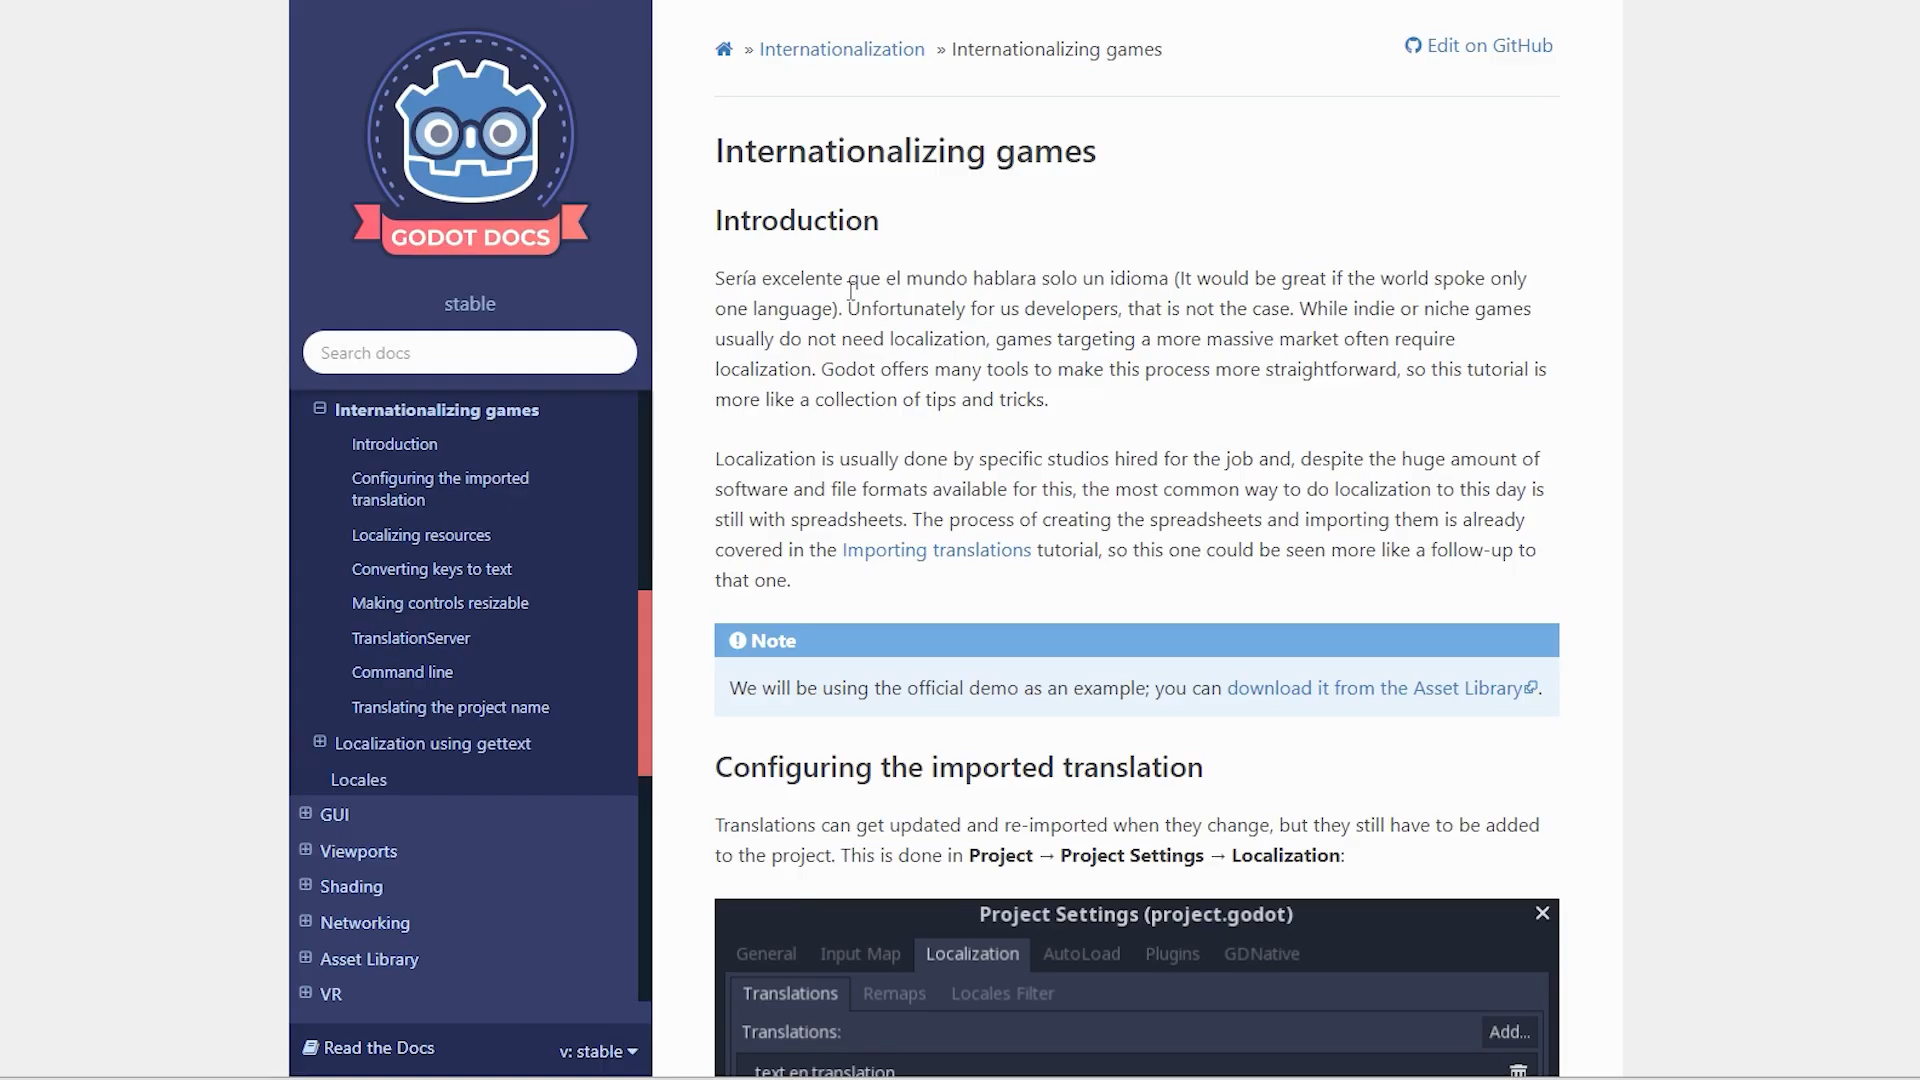 GODOT DOCS
stable
Search docs
Internationalizing games
Introduction
Configuring the imported
translation
Localizing resources
Converting keys to text
Making controls resizable
TranslationServer
Command line
Translating the project name
Localization using gettext
Locales
GUI
Viewports
Shading
Networking
Asset Library
VR
Read the Docs
v: stable
» Internationalization » Internationalizing games
Edit on GitHub
Internationalizing games
Introduction
Sería excelente que el mundo hablara solo un idioma (It would be great if the world spoke only
one language). Unfortunately for us developers, that is not the case. While indie or niche games
usually do not need localization, games targeting a more massive market often require
localization. Godot offers many tools to make this process more straightforward, so this tutorial is
more like a collection of tips and tricks.
Localization is usually done by specific studios hired for the job and, despite the huge amount of
software and file formats available for this, the most common way to do localization to this day is
still with spreadsheets. The process of creating the spreadsheets and importing them is already
covered in the Importing translations tutorial, so this one could be seen more like a follow-up to
that one.
Note
We will be using the official demo as an example; you can download it from the Asset Library.
Configuring the imported translation
Translations can get updated and re-imported when they change, but they still have to be added
to the project. This is done in Project → Project Settings → Localization:
Project Settings (project.godot)
General Input Map Localization AutoLoad Plugins GDNative
Translations Remaps Locales Filter
Translations:
Add...
text.en.translation